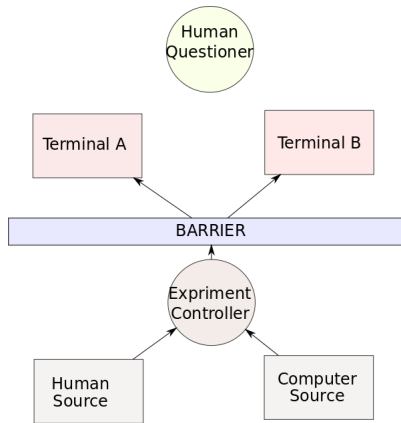 Human
Questioner
Terminal A
Terminal B
BARRIER
Expriment
Controller
Human
Source
Computer
Source